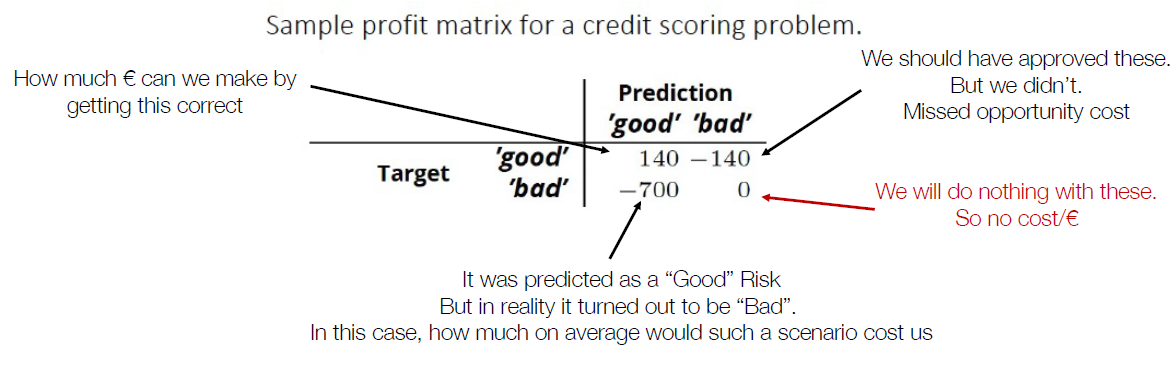 Sample profit matrix for a credit scoring problem.
How much € can we make by
getting this correct
We should have approved these.
But we didn't.
Missed opportunity cost
Prediction
'good' 'bad'
Target
'good' 140 −140
'bad' −700 0
We will do nothing with these.
So no cost/€
It was predicted as a “Good” Risk
But in reality it turned out to be “Bad”.
In this case, how much on average would such a scenario cost us